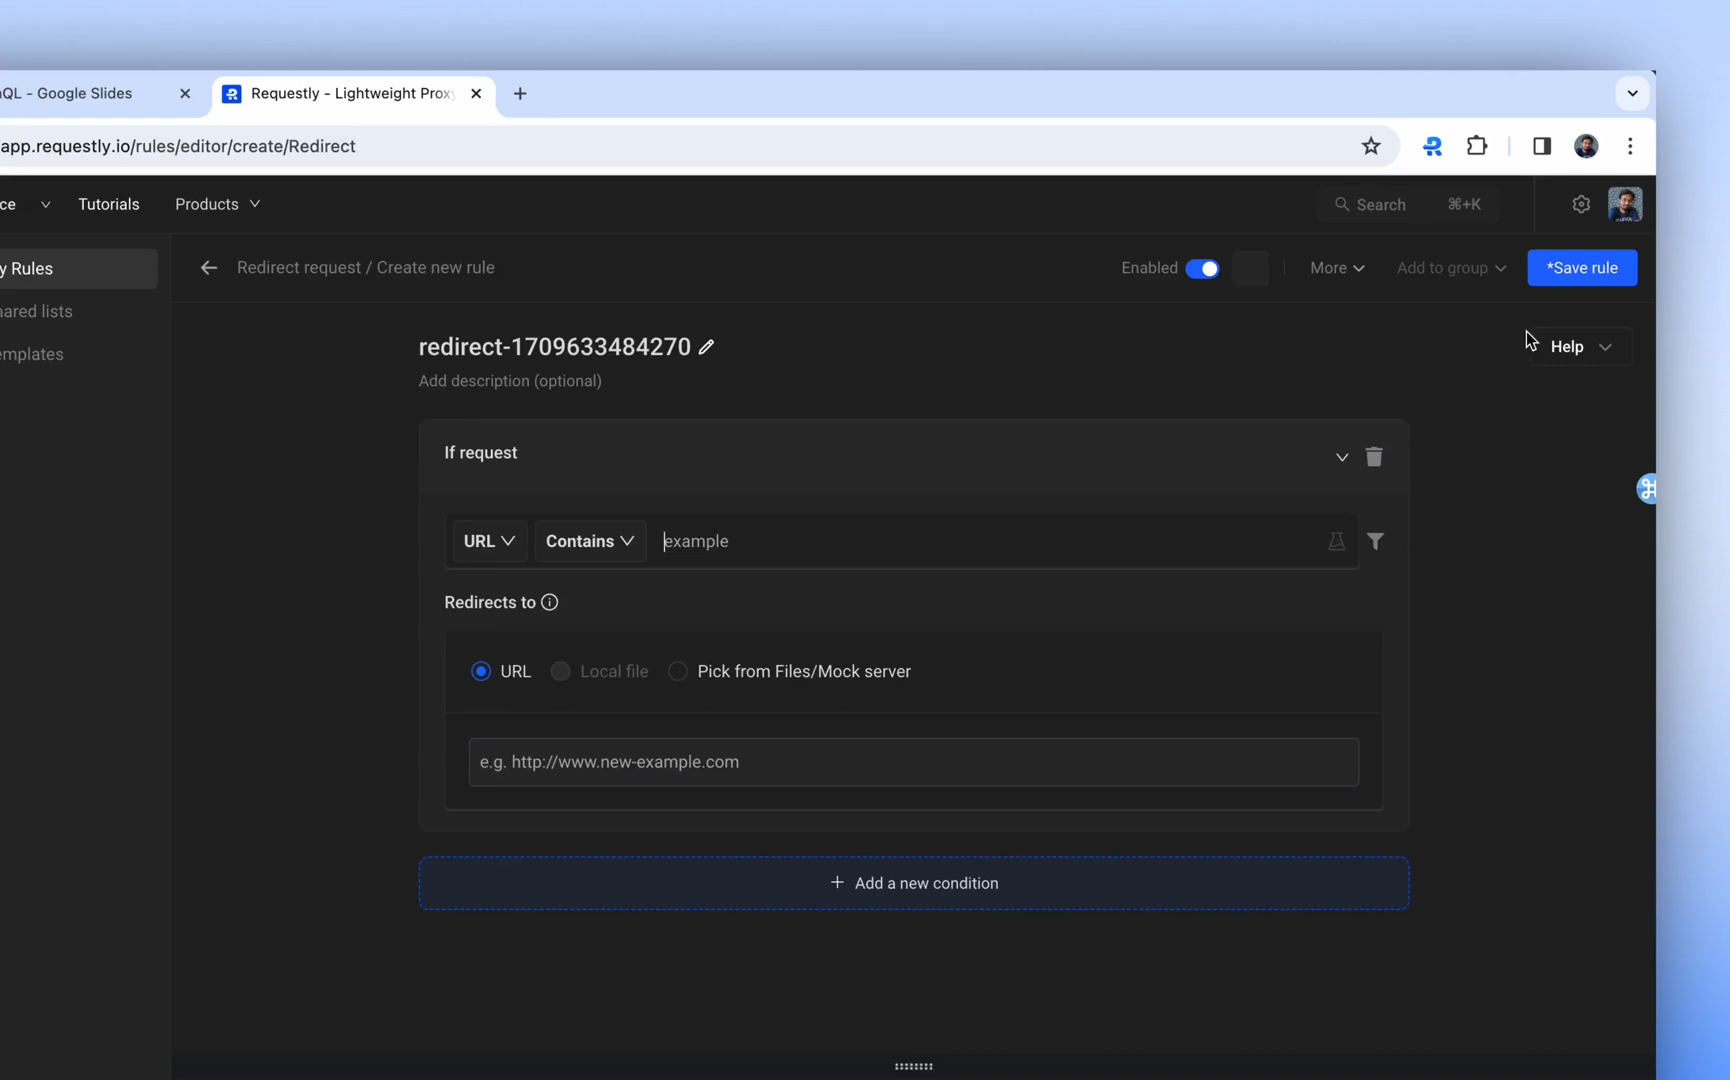 QL - Google Slides
Requestly - Lightweight Prox
app.requestly.io/rules/editor/create/Redirect
ce
Tutorials
Products
Search
⌘+K
y Rules
ared lists
emplates
Redirect request / Create new rule
Enabled
More
Add to group
*Save rule
redirect-1709633484270
Help
Add description (optional)
If request
URL
Contains
example
Redirects to
URL
Local file
Pick from Files/Mock server
e.g. http://www.new-example.com
+ Add a new condition